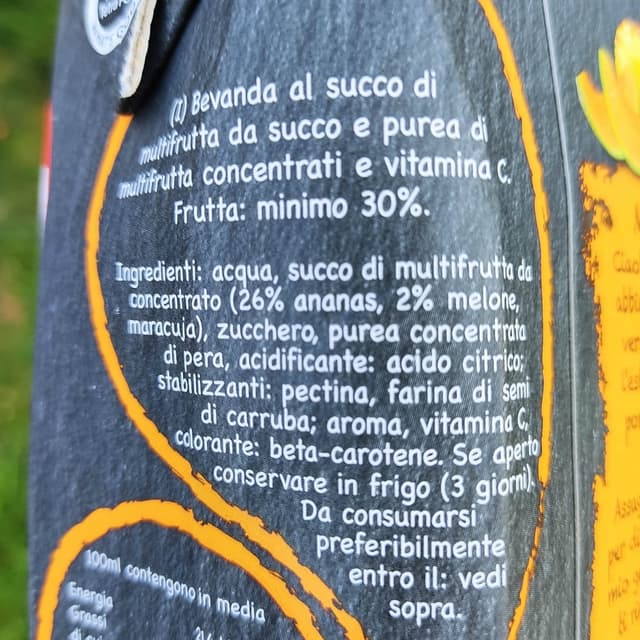 (I) Bevanda al succo di
multifrutta da succo e purea di
multifrutta concentrati e vitamina C.
Frutta: minimo 30%.
Ingredienti: acqua, succo di multifrutta da
concentrato (26% ananas, 2% melone,
maracuja), zucchero, purea concentrata
di pera, acidificante: acido citrico;
stabilizzanti: pectina, farina di semi
di carruba; aroma, vitamina C,
colorante: beta-carotene. Se aperto
conservare in frigo (3 giorni).
Da consumarsi
preferibilmente
entro il: vedi
sopra.
100ml contengono in media
Energia
Grassi
Ciao